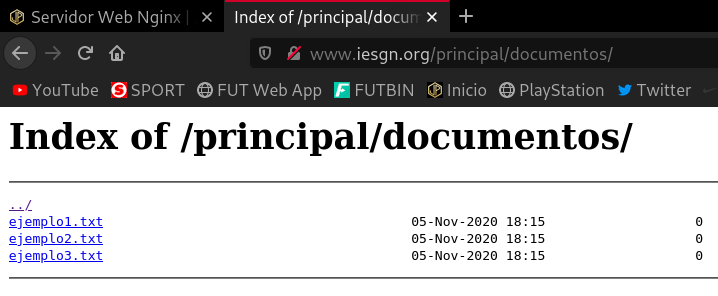 Servidor Web Nginx |
Index of /principal/docum
www.iesgn.org/principal/documentos/
YouTube SPORT FUT Web App FUTBIN Inicio PlayStation Twitter
Index of /principal/documentos/
../
ejemplo1.txt 05-Nov-2020 18:15 0
ejemplo2.txt 05-Nov-2020 18:15 0
ejemplo3.txt 05-Nov-2020 18:15 0